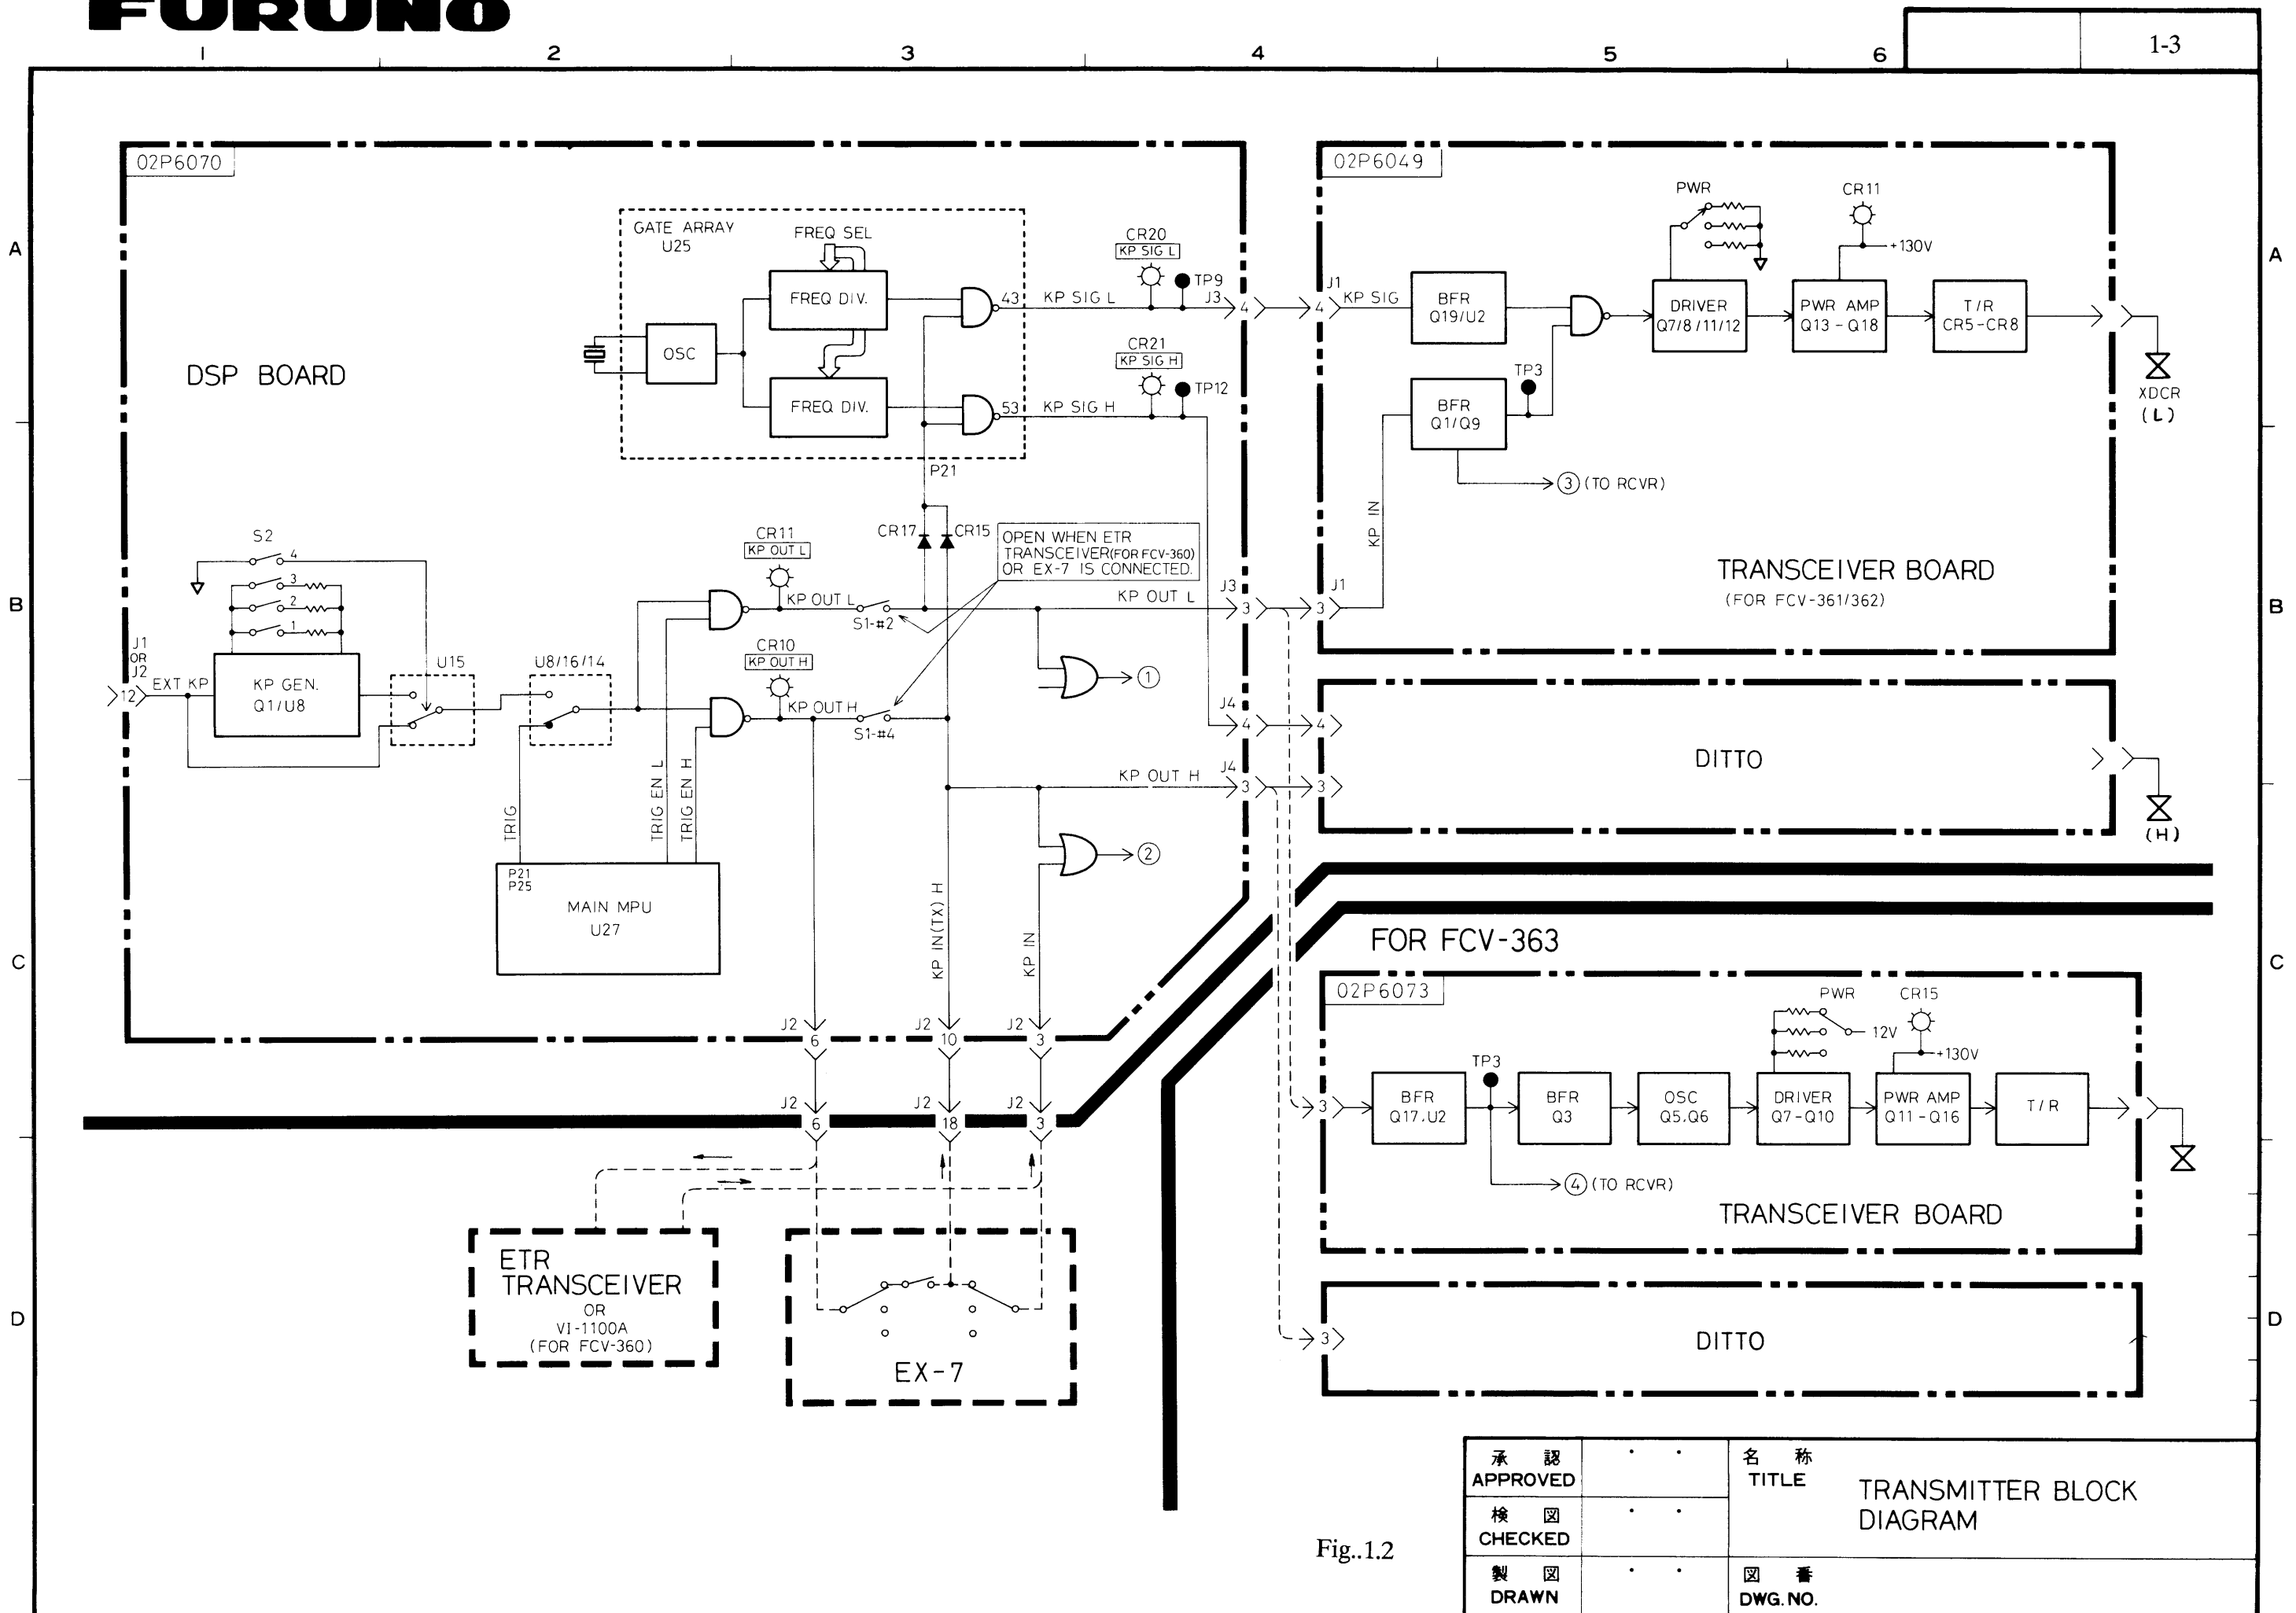 FURUNO
1-3
1 2 3 4 5 6
A
B
C
D
A
B
C
D
02P6070
DSP BOARD
GATE ARRAY
U25
FREQ SEL
FREQ DIV.
OSC
FREQ DIV.
43
KP SIG L
CR20
KP SIG L
TP9
J3
4
53
KP SIG H
CR21
KP SIG H
TP12
P21
CR17
CR15
OPEN WHEN ETR
TRANSCEIVER(FOR FCV-360)
OR EX-7 IS CONNECTED.
S2
4
3
2
1
J1
OR
J2
12
EXT KP
KP GEN.
Q1/U8
U15
U8/16/14
CR11
KP OUT L
KP OUT L
S1-#2
KP OUT L
J3
3
CR10
KP OUT H
KP OUT H
S1-#4
①
J4
4
KP OUT H
J4
3
②
TRIG
TRIG EN L
TRIG EN H
P21
P25
MAIN MPU
U27
KP IN(TX) H
KP IN
J2
6
J2
10
J2
3
J2
6
J2
18
J2
3
ETR
TRANSCEIVER
OR
VI-1100A
(FOR FCV-360)
EX-7
02P6049
J1
4
KP SIG
BFR
Q19/U2
PWR
DRIVER
Q7/8/11/12
CR11
+130V
PWR AMP
Q13-Q18
T/R
CR5-CR8
XDCR
(L)
BFR
Q1/Q9
TP3
③ (TO RCVR)
KP IN
J1
3
TRANSCEIVER BOARD
(FOR FCV-361/362)
4
3
DITTO
(H)
FOR FCV-363
02P6073
PWR
12V
CR15
+130V
3
BFR
Q17,U2
TP3
BFR
Q3
OSC
Q5,Q6
DRIVER
Q7-Q10
PWR AMP
Q11-Q16
T/R
④ (TO RCVR)
TRANSCEIVER BOARD
3
DITTO
Fig..1.2
承 認
APPROVED
検 図
CHECKED
製 図
DRAWN
名 称
TITLE
TRANSMITTER BLOCK
DIAGRAM
図 番
DWG.NO.